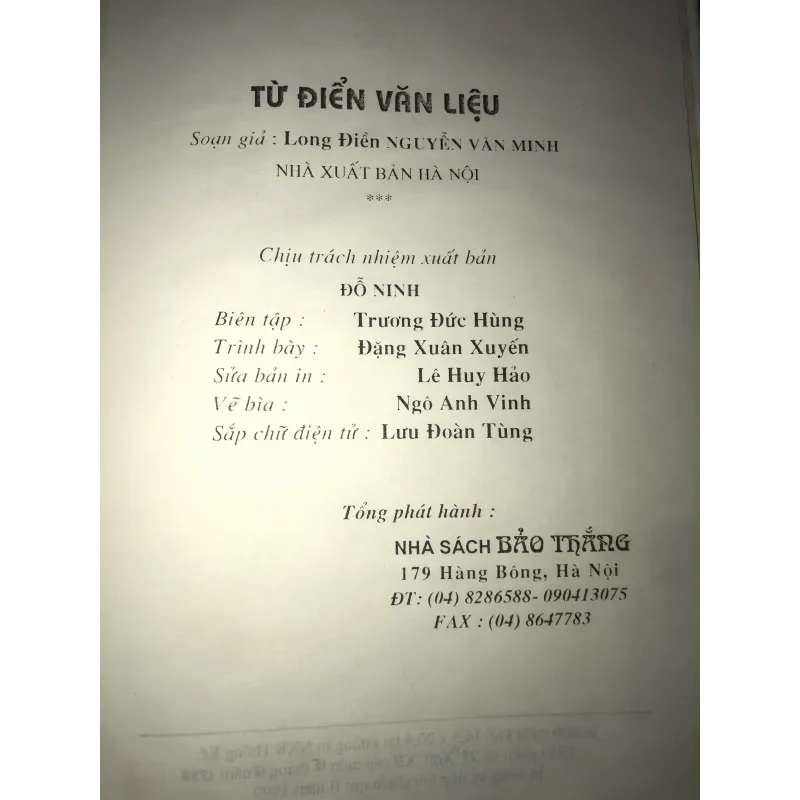 TỪ ĐIỂN VĂN LIỆU
Soạn giả : Long Điền NGUYỄN VĂN MINH
NHÀ XUẤT BẢN HÀ NỘI
***
Chịu trách nhiệm xuất bản
ĐỖ NINH
Biên tập : Trương Đức Hùng
Trình bày : Đặng Xuân Xuyến
Sửa bản in : Lê Huy Hảo
Vẽ bìa : Ngô Anh Vinh
Sắp chữ điện tử : Lưu Đoàn Tùng
Tổng phát hành :
NHÀ SÁCH BẢO THẮNG
179 Hàng Bông, Hà Nội
ĐT: (04) 8286588- 090413075
FAX : (04) 8647783